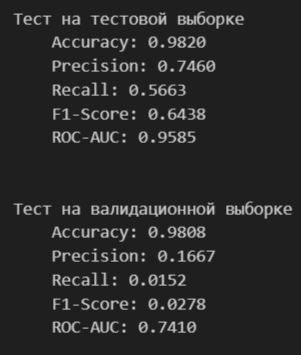 Тест на тестовой выборке
Accuracy: 0.9820
Precision: 0.7460
Recall: 0.5663
F1-Score: 0.6438
ROC-AUC: 0.9585
Тест на валидационной выборке
Accuracy: 0.9808
Precision: 0.1667
Recall: 0.0152
F1-Score: 0.0278
ROC-AUC: 0.7410